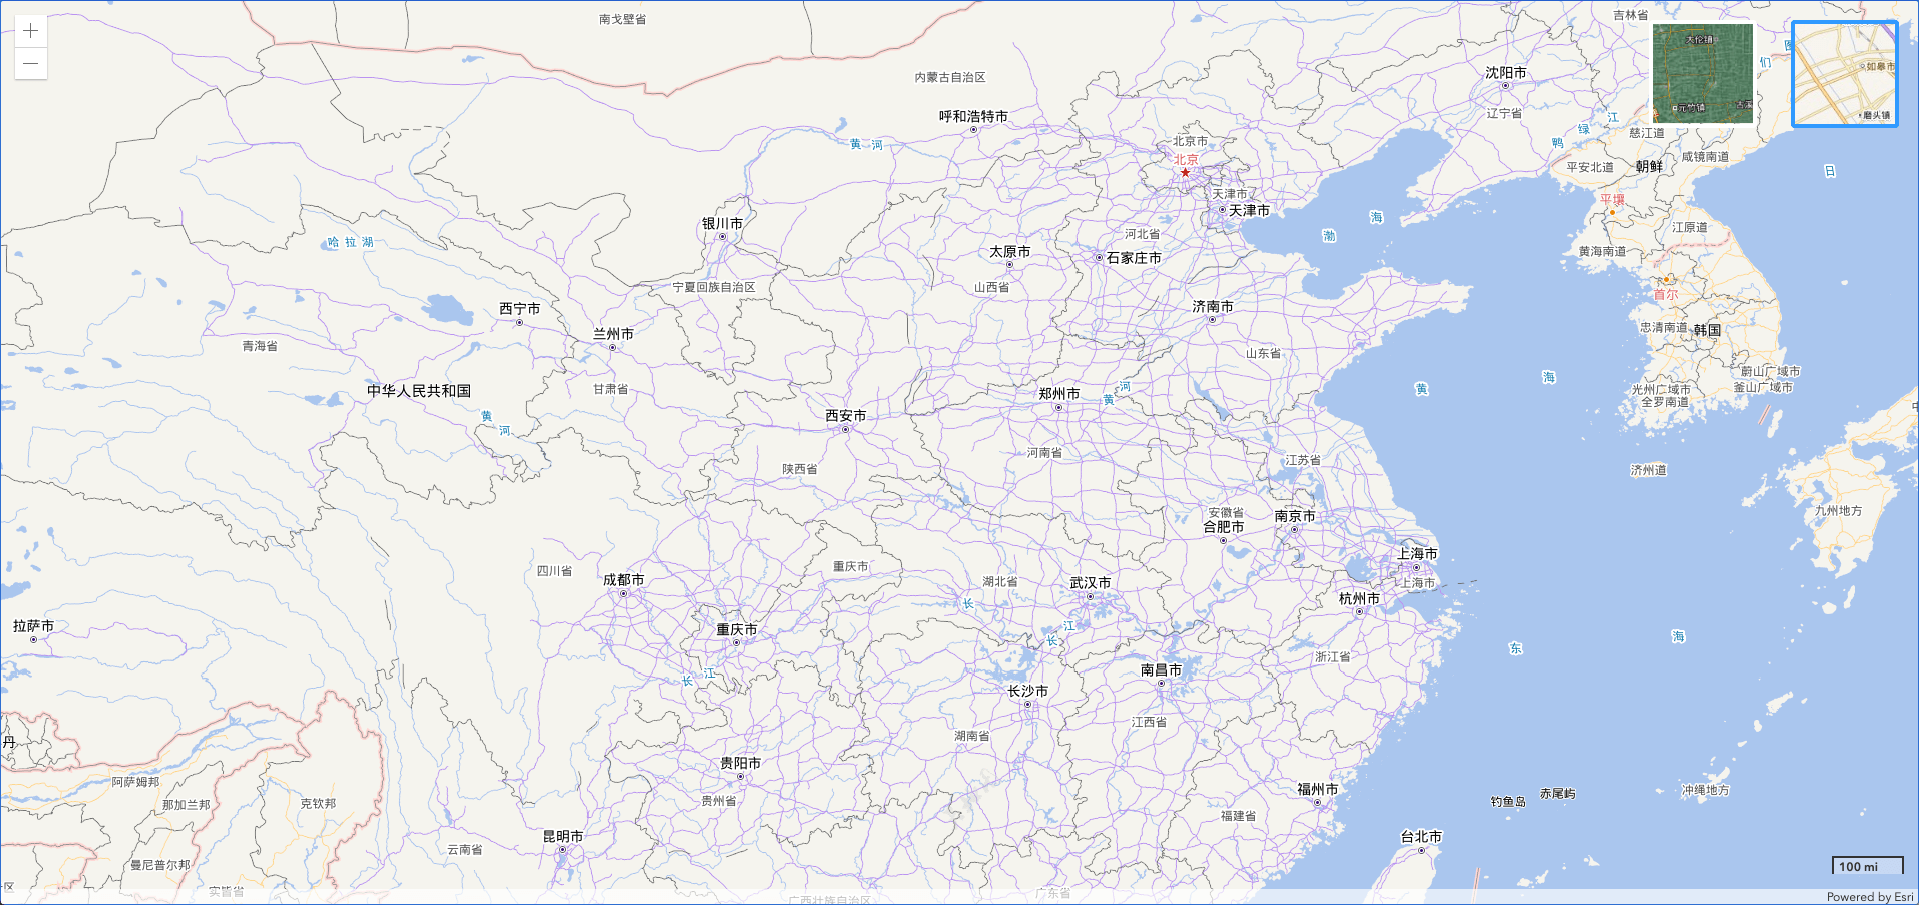 南戈壁省
吉林省
大伦镇
图
们
如皋市
内蒙古自治区
沈阳市
元竹镇
古溪
磨头镇
辽宁省
江
绿
鸭
慈江道
呼和浩特市
黄 河
北京市
北京
咸镜南道
平安北道
朝鲜
日
天津市
天津市
平壤
海
渤
银川市
哈 拉 湖
河北省
江原道
黄海南道
太原市
石家庄市
宁夏回族自治区
山西省
首尔
西宁市
济南市
兰州市
忠清南道
韩国
青海省
山东省
蔚山广域市
釜山广域市
光州广域市
全罗南道
中华人民共和国
甘肃省
郑州市
黄 河
黄
海
西安市
黄
河
河南省
江苏省
陕西省
济州道
安徽省
合肥市
南京市
九州地方
上海市
上海市
四川省
成都市
重庆市
湖北省
武汉市
杭州市
长
江
长
拉萨市
重庆市
长 江
东
海
浙江省
南昌市
长沙市
江西省
湖南省
丹
贵阳市
阿萨姆邦
那加兰邦
克钦邦
贵州省
福州市
钓鱼岛
赤尾屿
冲绳地方
福建省
昆明市
云南省
台北市
曼尼普尔邦
实皆省
区
广东省
广西壮族自治区
100 mi
Powered by Esri